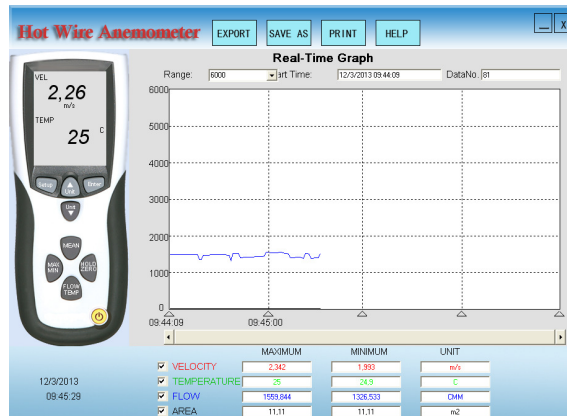 Hot Wire Anemometer EXPORT SAVE AS PRINT HELP
Real-Time Graph
Range: 6000 art Time: 12/3/2013 09:44:09 DataNo. 81
VEL
2,26
m/s
TEMP
25 C
Setup Unit Enter
Unit
MEAN
MAX MIN HOLD ZERO
FLOW TEMP
6000
5000
4000
3000
2000
1000
0
09:44:09 09:45:00
MAXIMUM MINIMUM UNIT
VELOCITY 2,342 1,993 m/s
TEMPERATURE 25 24,9 C
FLOW 1559,844 1326,533 CMM
AREA 11,11 11,11 m2
12/3/2013
09:45:29